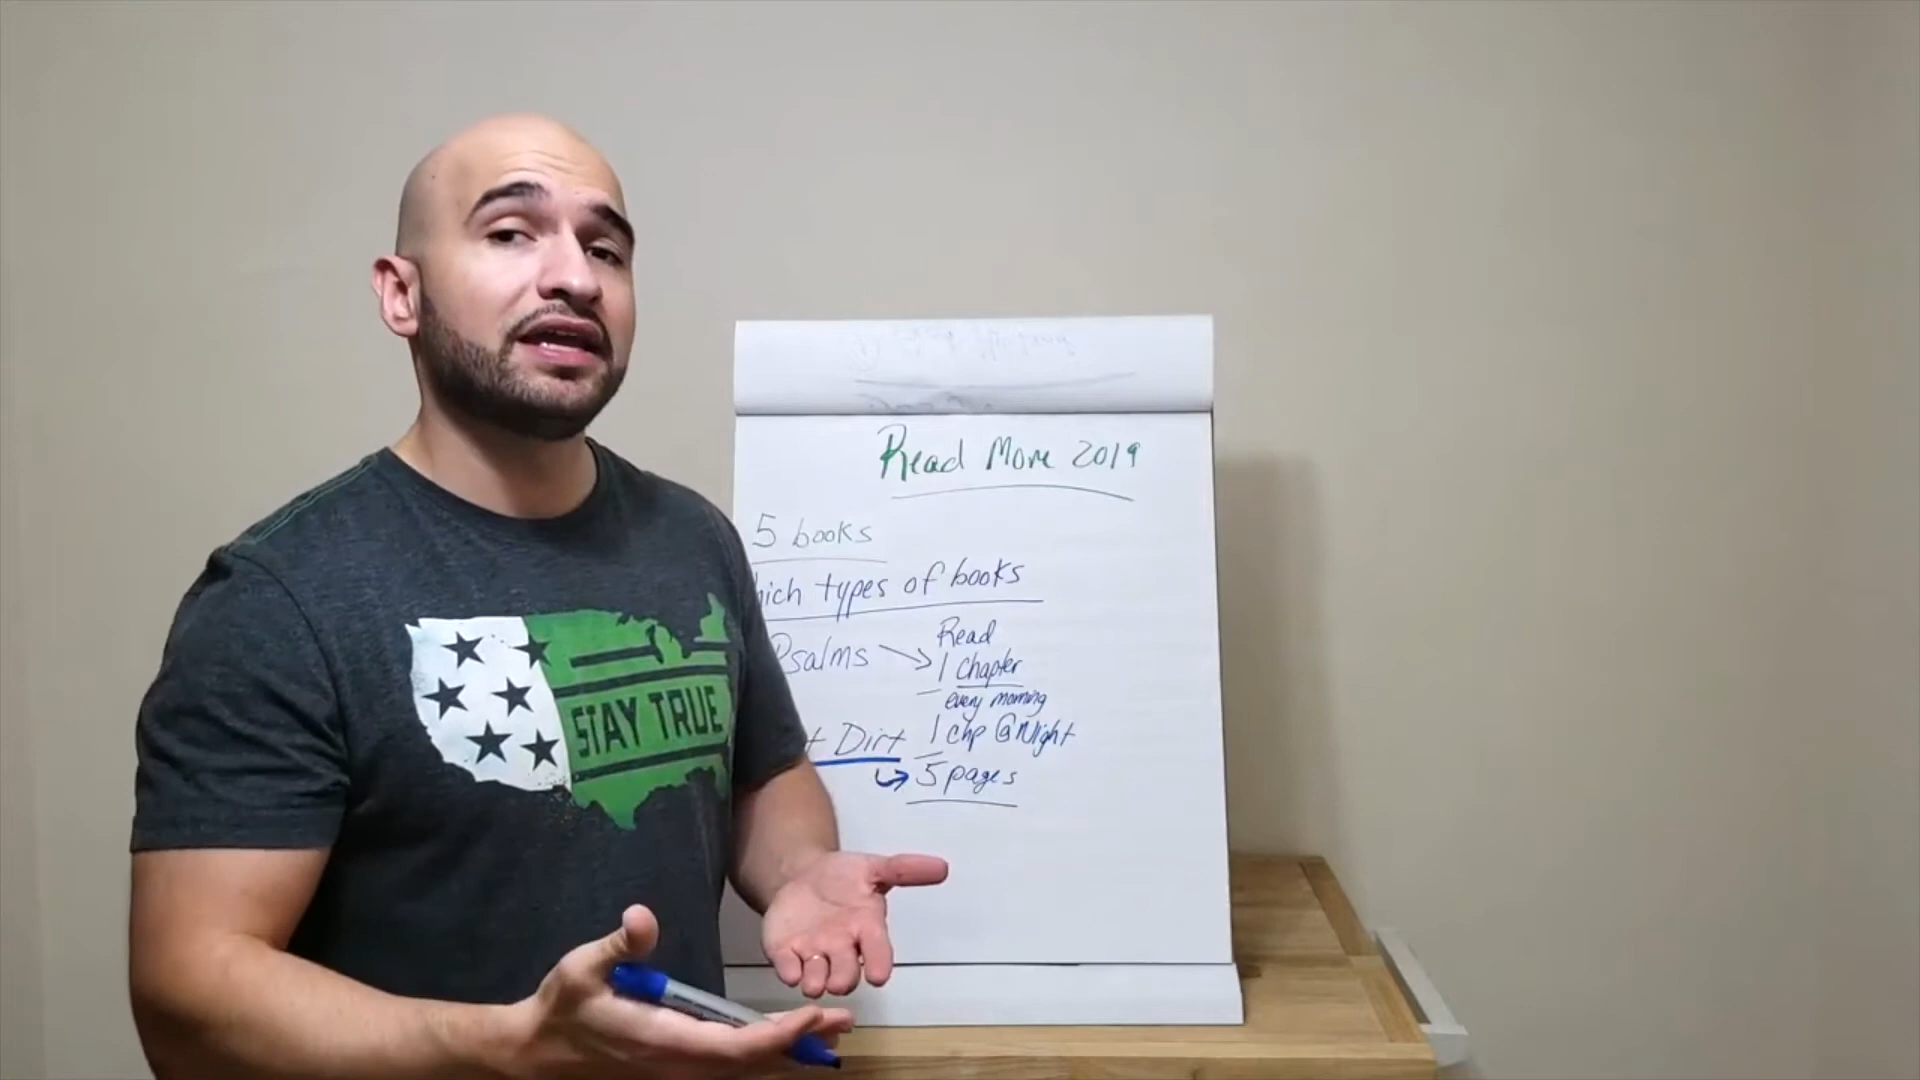 Read More 2019
5 books
hich types of books
Psalms
Read
1 chapter
every morning
1 chp @Night
t Dirt
5 pages
STAY TRUE